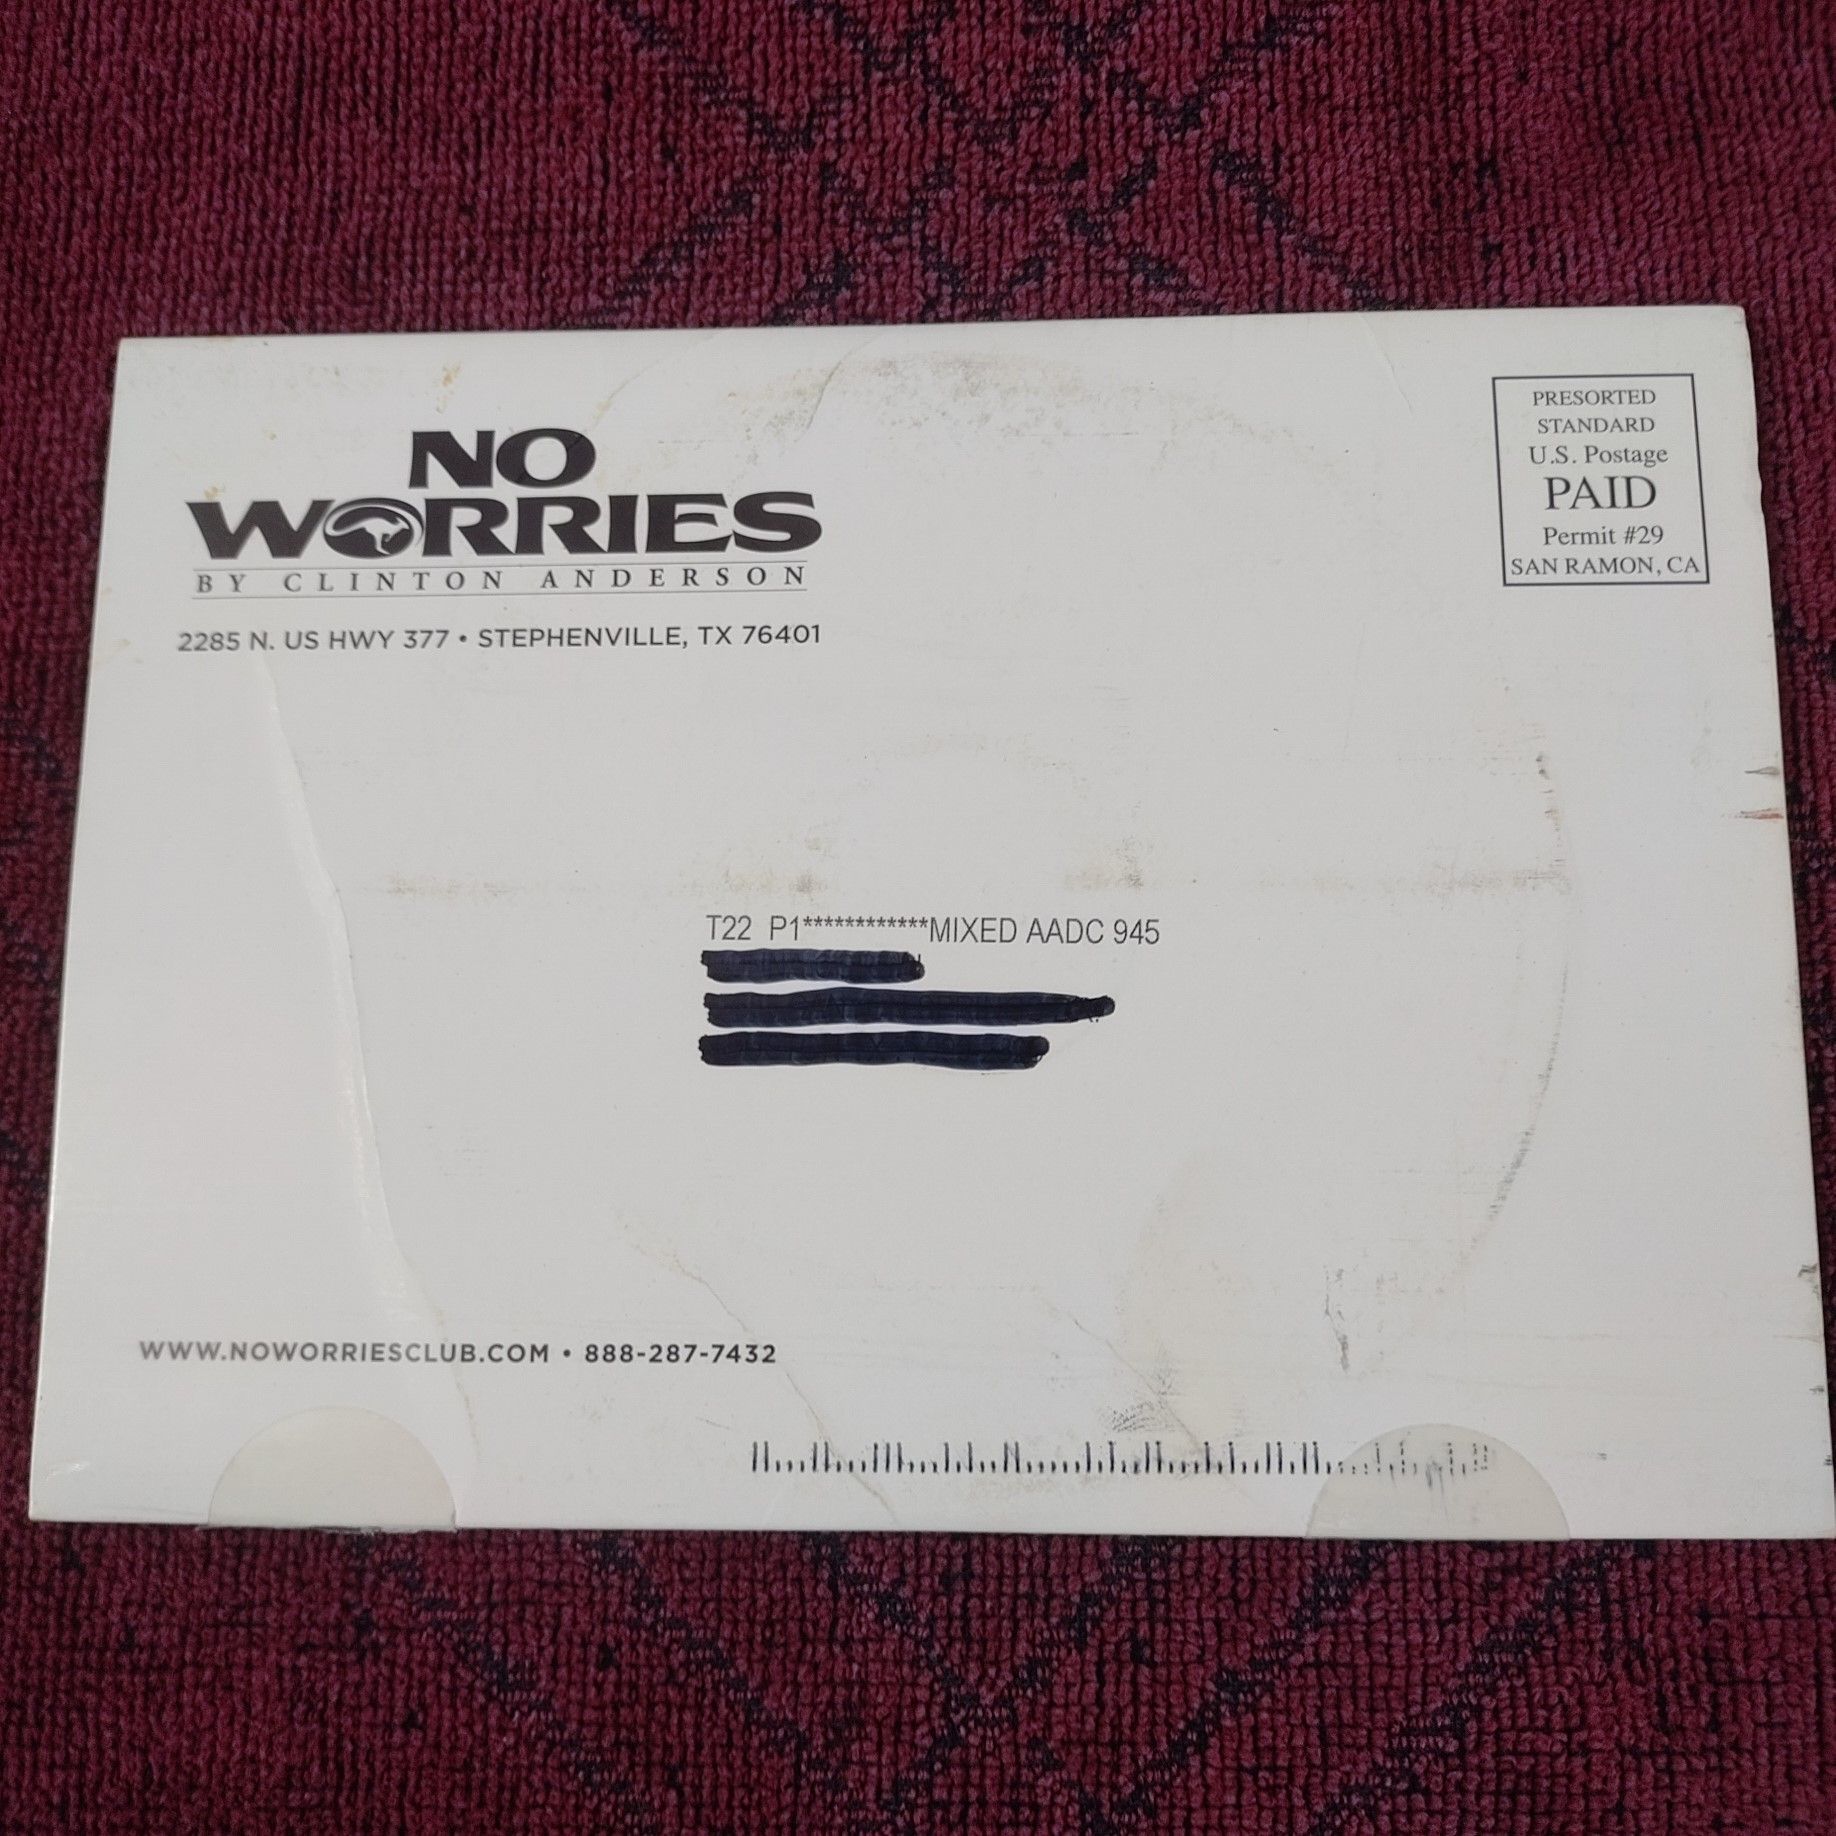 NO
WORRIES
BY CLINTON ANDERSON
2285 N. US HWY 377 • STEPHENVILLE, TX 76401
PRESORTED
STANDARD
U.S. Postage
PAID
Permit #29
SAN RAMON, CA
T22 P1************MIXED AADC 945
WWW.NOWORRIESCLUB.COM • 888-287-7432